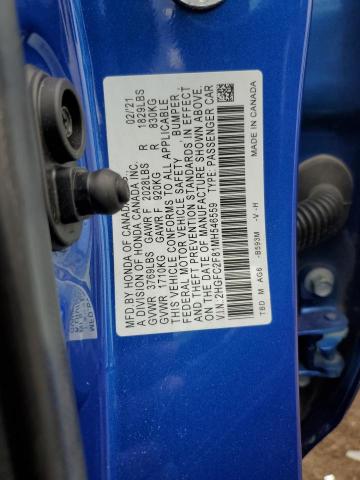 MFD. BY HONDA OF CANADA MFG., 02/21
A DIVISION OF HONDA CANADA INC.
GVWR 3769LBS GAWR F 2028LBS R 1829LBS
GVWR 1710KG GAWR F 920KG R 830KG
THIS VEHICLE CONFORMS TO ALL APPLICABLE
FEDERAL MOTOR VEHICLE SAFETY, BUMPER,
AND THEFT PREVENTION STANDARDS IN EFFECT
ON THE DATE OF MANUFACTURE SHOWN ABOVE.
V.I.N.:2HGFC2F81MH546559 TYPE: PASSENGER CAR
TBD M AG6 -B593M -V-H MADE IN CANADA